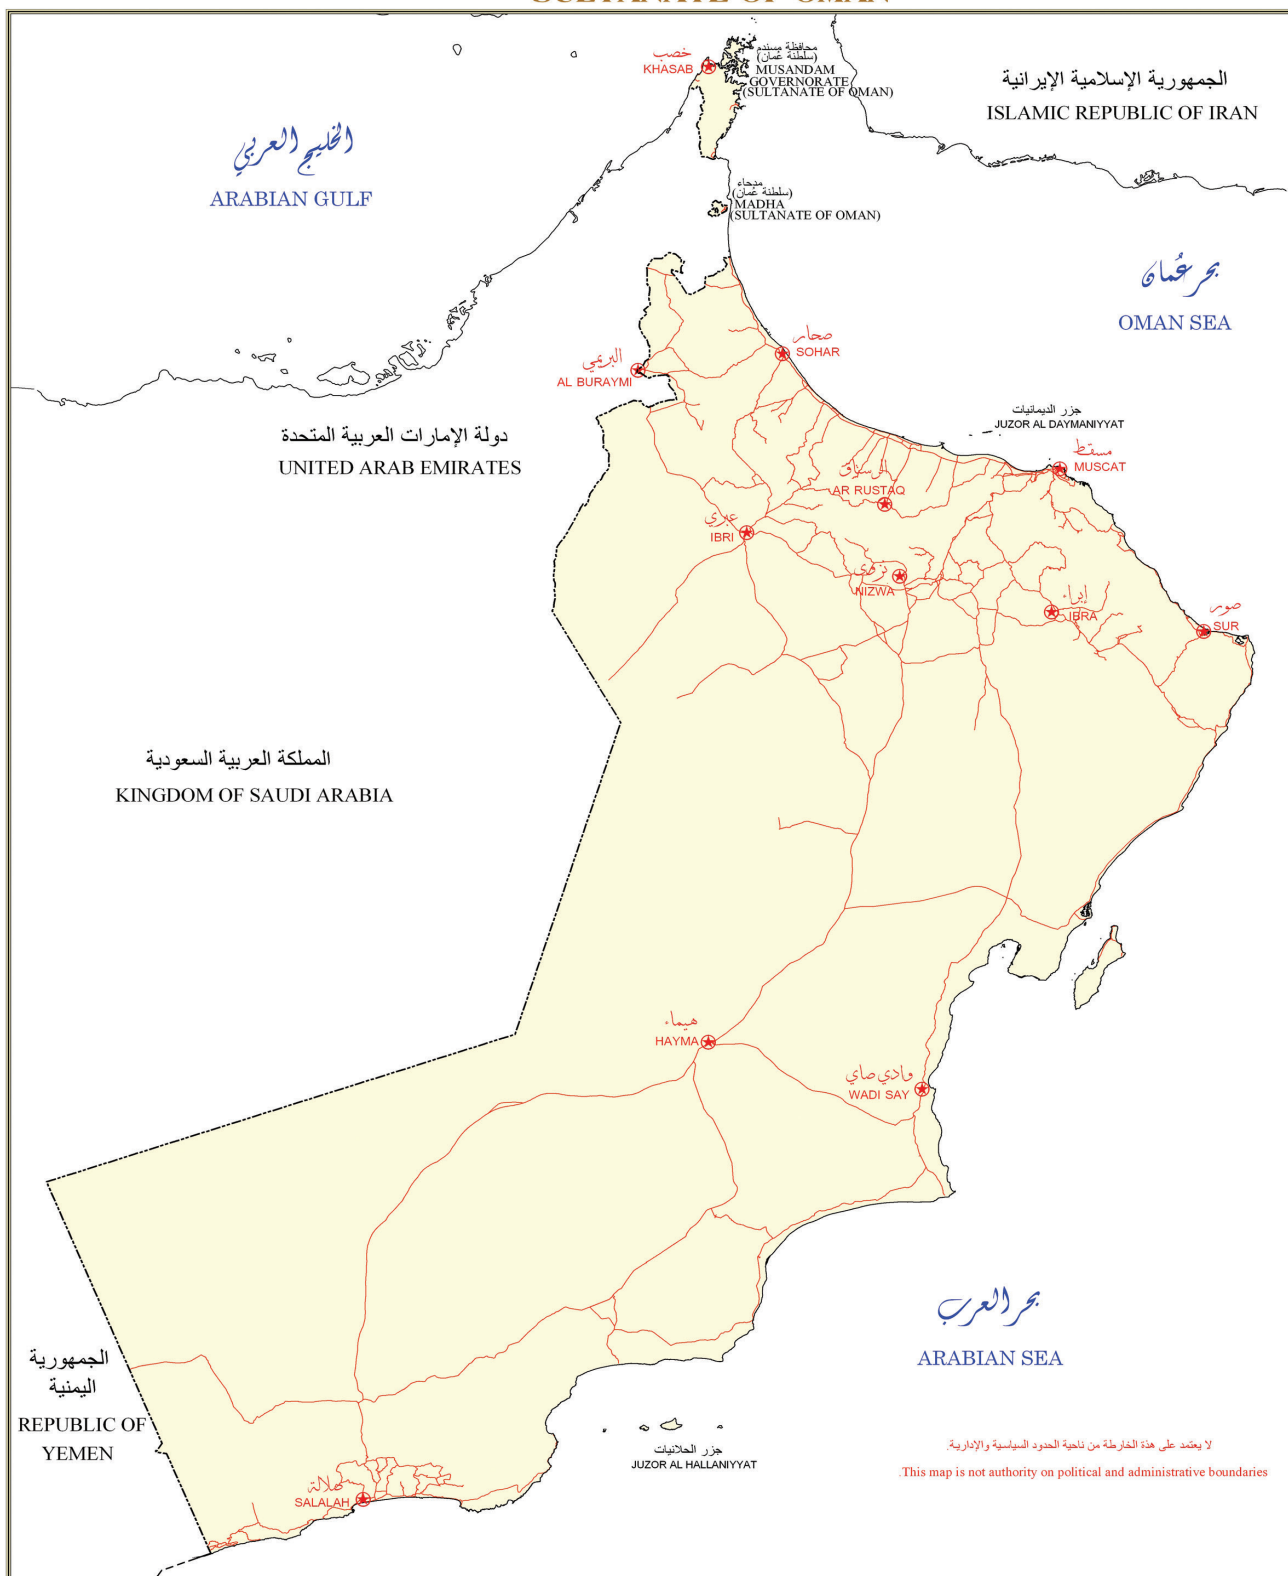 SULTANATE OF OMAN
خصب
KHASAB
محافظة مسندم
(سلطنة عُمان)
MUSANDAM
GOVERNORATE
(SULTANATE OF OMAN)
الجمهورية الإسلامية الإيرانية
ISLAMIC REPUBLIC OF IRAN
الخليج العربي
ARABIAN GULF
مدحاء
(سلطنة عُمان)
MADHA
(SULTANATE OF OMAN)
بحر عُمان
OMAN SEA
صحار
SOHAR
البريمي
AL BURAYMI
جزر الديمانيات
JUZOR AL DAYMANIYYAT
دولة الإمارات العربية المتحدة
UNITED ARAB EMIRATES
مسقط
MUSCAT
الرستاق
AR RUSTAQ
عبري
IBRI
نزوى
NIZWA
إبراء
IBRA
صور
SUR
المملكة العربية السعودية
KINGDOM OF SAUDI ARABIA
هيماء
HAYMA
وادي صاي
WADI SAY
بحر العرب
ARABIAN SEA
الجمهورية
اليمنية
REPUBLIC OF
YEMEN
جزر الحلانيات
JUZOR AL HALLANIYYAT
لا يعتمد على هذة الخارطة من ناحية الحدود السياسية والإدارية.
.This map is not authority on political and administrative boundaries
صلالة
SALALAH